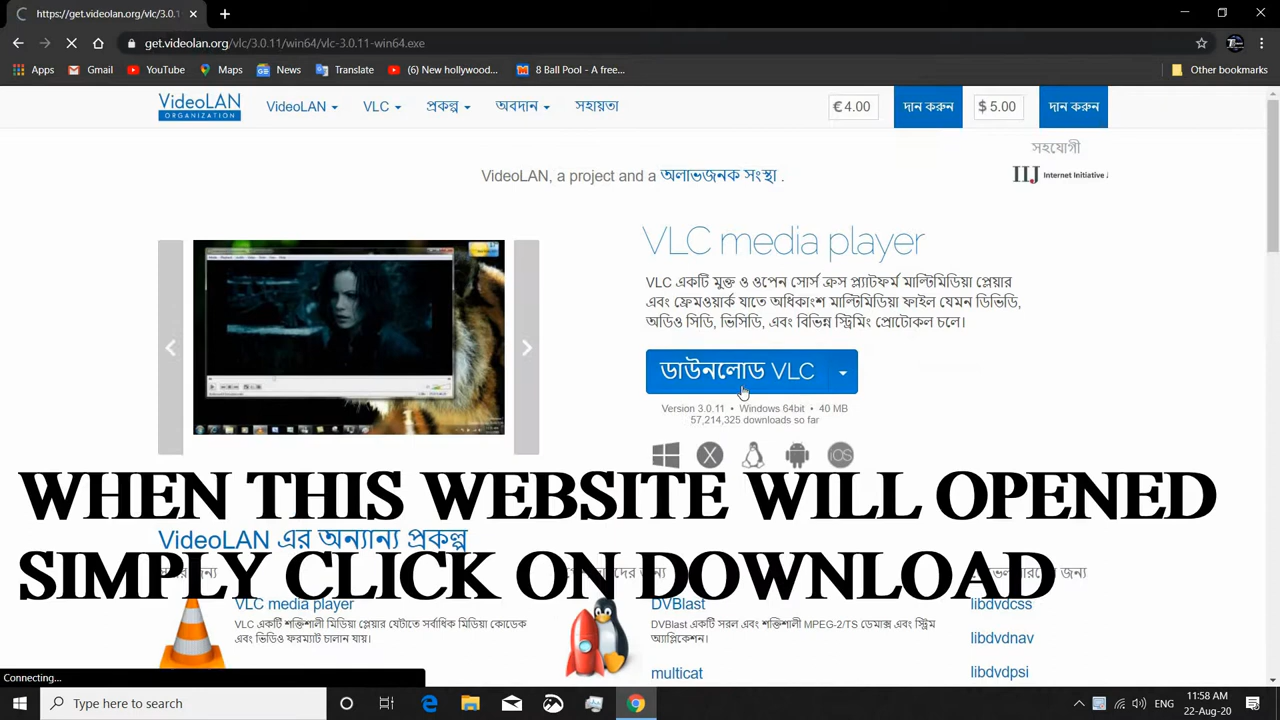 https://get.videolan.org/vlc/3.0.1
get.videolan.org/vlc/3.0.11/win64/vlc-3.0.11-win64.exe
Apps Gmail YouTube Maps News Translate (6) New hollywood... 8 Ball Pool - A free... Other bookmarks
VideoLAN
ORGANIZATION
VideoLAN VLC প্রকল্প অবদান সহায়তা € 4.00 দান করুন $ 5.00 দান করুন
সহযোগী
VideoLAN, a project and a অলাভজনক সংস্থা .
IIJ Internet Initiative J
VLC media player
VLC একটি মুক্ত ও ওপেন সোর্স ক্রস প্ল্যাটফর্ম মাল্টিমিডিয়া প্লেয়ার
এবং ফ্রেমওয়ার্ক যাতে অধিকাংশ মাল্টিমিডিয়া ফাইল যেমন ডিভিডি,
অডিও সিডি, ভিসিডি, এবং বিভিন্ন স্ট্রিমিং প্রোটোকল চলে।
ডাউনলোড VLC
Version 3.0.11 • Windows 64bit • 40 MB
57,214,325 downloads so far
iOS
WHEN THIS WEBSITE WILL OPENED
SIMPLY CLICK ON DOWNLOAD
VideoLAN এর অন্যান্য প্রকল্প
জন্য জন্য জন্য
VLC media player DVBlast libdvdcss
VLC একটি শক্তিশালী মিডিয়া প্লেয়ার যেটাতে সর্বাধিক মিডিয়া কোডেক
এবং ভিডিও ফরম্যাট চালান যায়।
DVBlast একটি সরল এবং শক্তিশালী MPEG-2/TS ডেমাক্স এবং স্ট্রিম
অ্যাপ্লিকেশন।
libdvdnav
multicat libdvdpsi
Connecting...
Type here to search ENG 11:58 AM
22-Aug-20